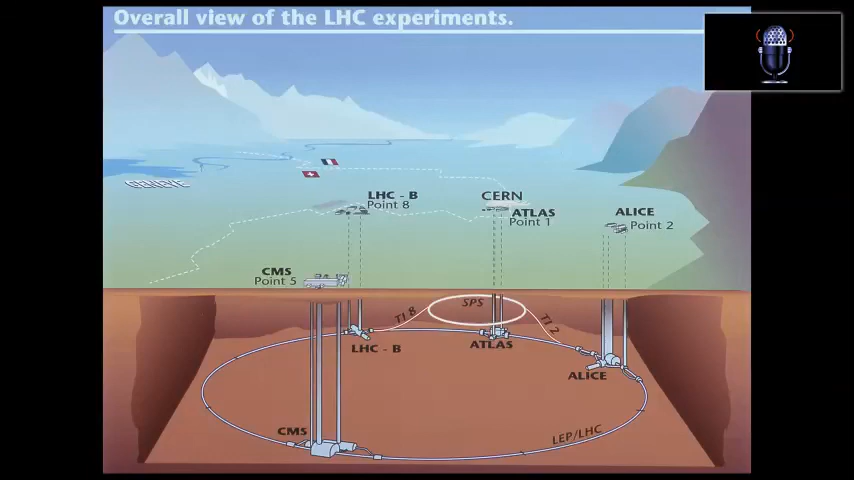 Overall view of the LHC experiments.
GENEVE
LHC - B
Point 8
CERN
ATLAS
Point 1
ALICE
Point 2
CMS
Point 5
SPS
TI 8
TI 2
LHC - B
ATLAS
ALICE
CMS
LEP/LHC